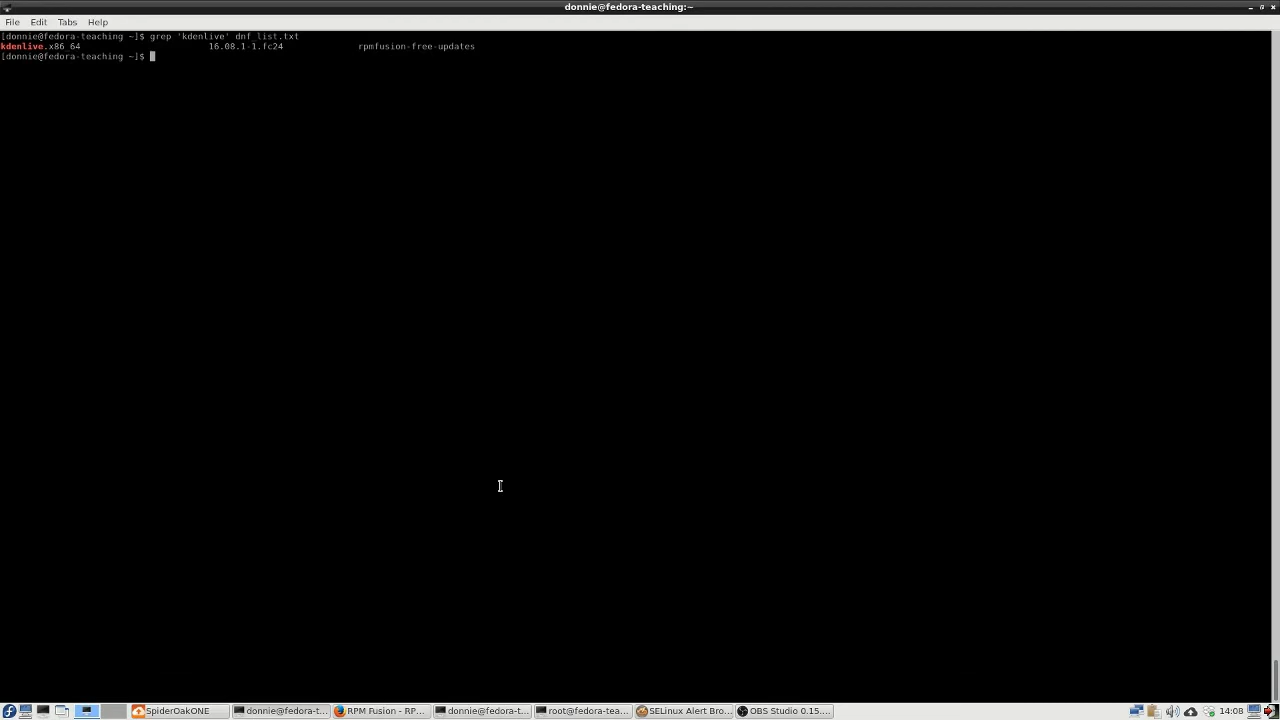 donnie@fedora-teaching:~
File Edit Tabs Help
[donnie@fedora-teaching ~]$ grep 'kdenlive' dnf_list.txt
kdenlive.x86_64 16.08.1-1.fc24 rpmfusion-free-updates
[donnie@fedora-teaching ~]$
SpiderOakONE donnie@fedora-t... RPM Fusion - RP... donnie@fedora-t... root@fedora-tea... SELinux Alert Bro... OBS Studio 0.15.... 14:08